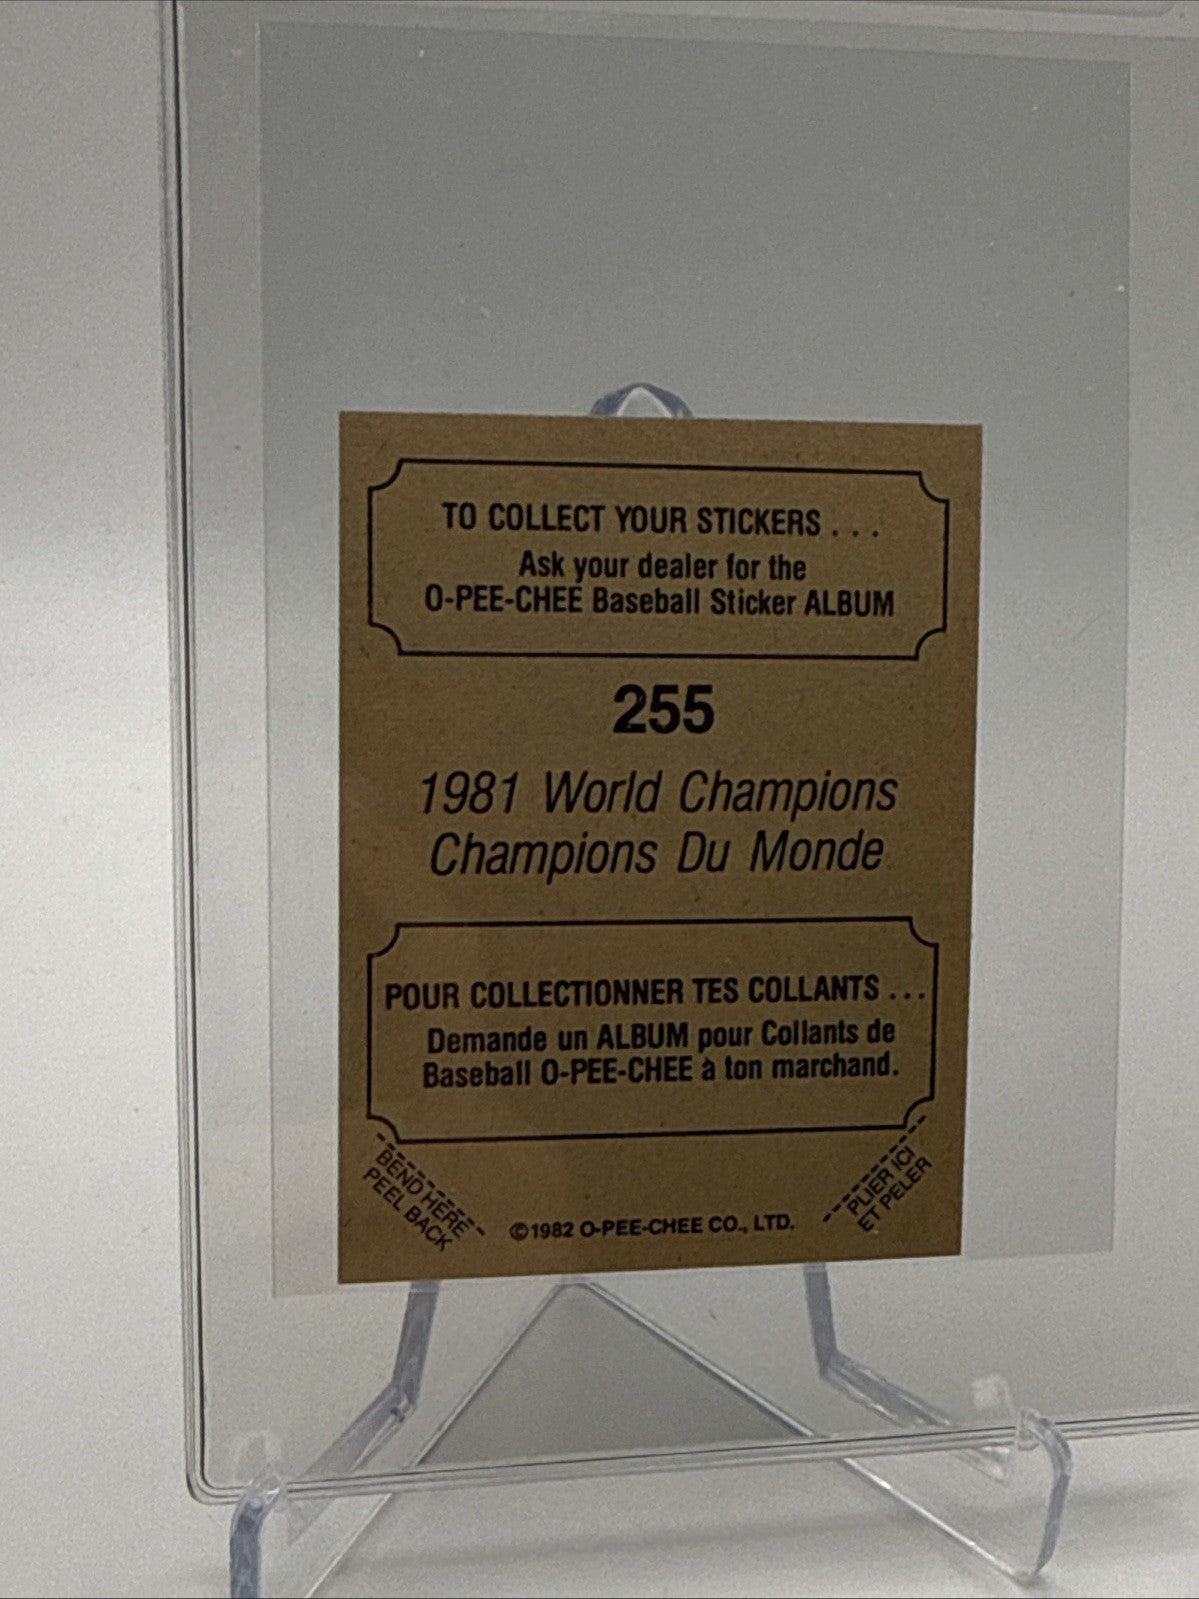 TO COLLECT YOUR STICKERS . . .
Ask your dealer for the
O-PEE-CHEE Baseball Sticker ALBUM
255
1981 World Champions
Champions Du Monde
POUR COLLECTIONNER TES COLLANTS . . .
Demande un ALBUM pour Collants de
Baseball O-PEE-CHEE à ton marchand.
BEND HERE
PEEL BACK
©1982 O-PEE-CHEE CO., LTD.
PLIER ICI
ET PELER